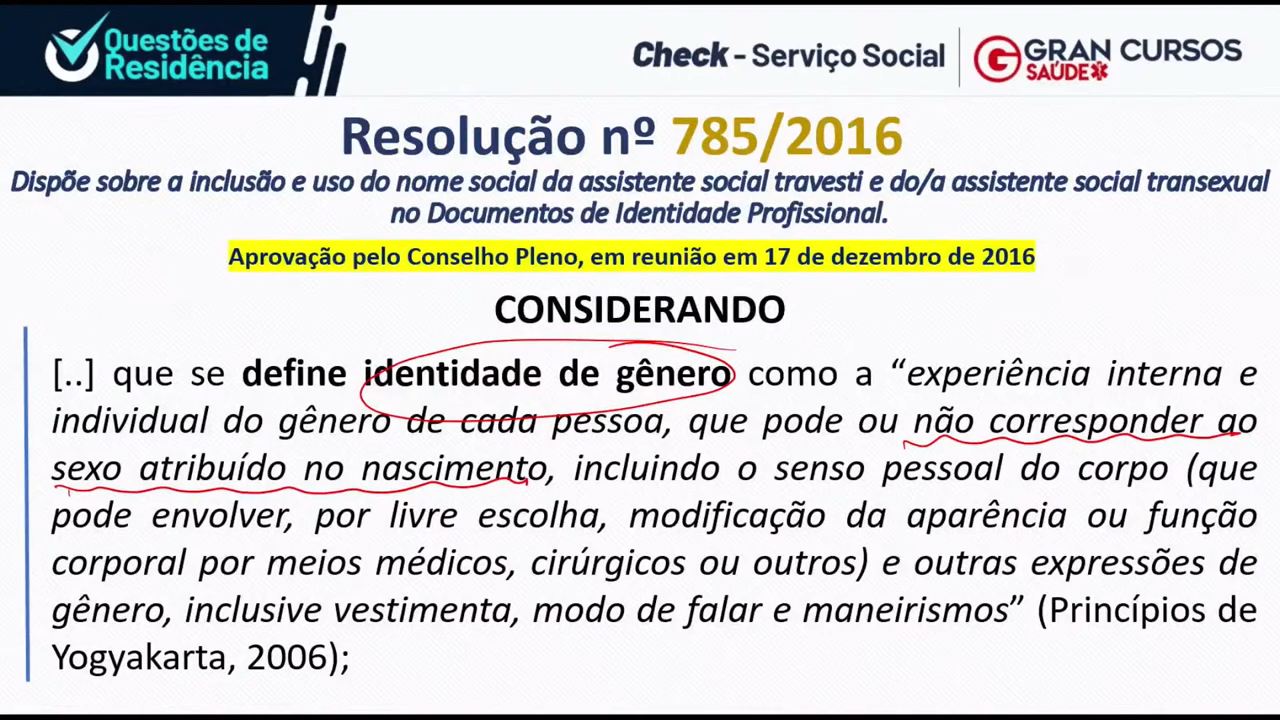 Questões de
Residência
Check - Serviço Social
GRAN CURSOS
SAÚDE
Resolução nº 785/2016
Dispõe sobre a inclusão e uso do nome social da assistente social travesti e do/a assistente social transexual
no Documentos de Identidade Profissional.
Aprovação pelo Conselho Pleno, em reunião em 17 de dezembro de 2016
CONSIDERANDO
[..] que se define identidade de gênero como a “experiência interna e
individual do gênero de cada pessoa, que pode ou não corresponder ao
sexo atribuído no nascimento, incluindo o senso pessoal do corpo (que
pode envolver, por livre escolha, modificação da aparência ou função
corporal por meios médicos, cirúrgicos ou outros) e outras expressões de
gênero, inclusive vestimenta, modo de falar e maneirismos” (Princípios de
Yogyakarta, 2006);